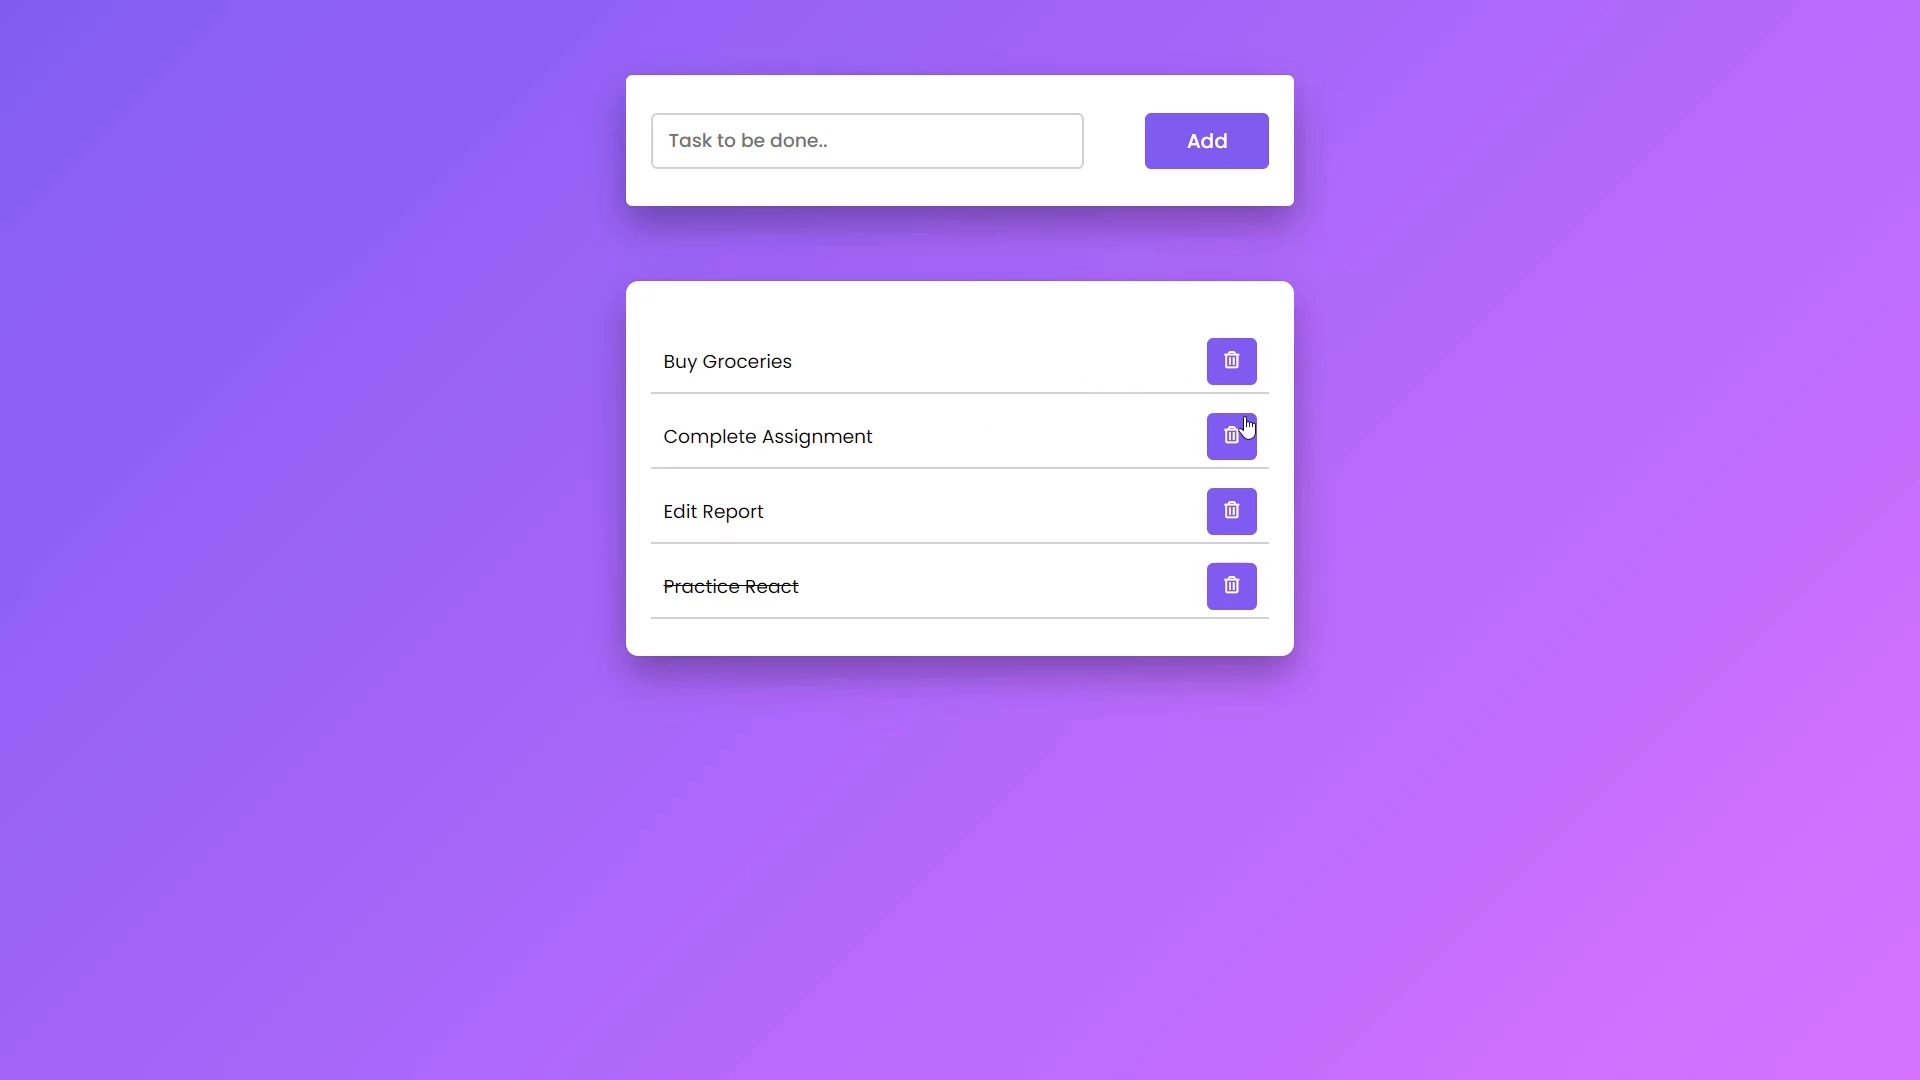 Task to be done..
Add
Buy Groceries
Complete Assignment
Edit Report
Practice React